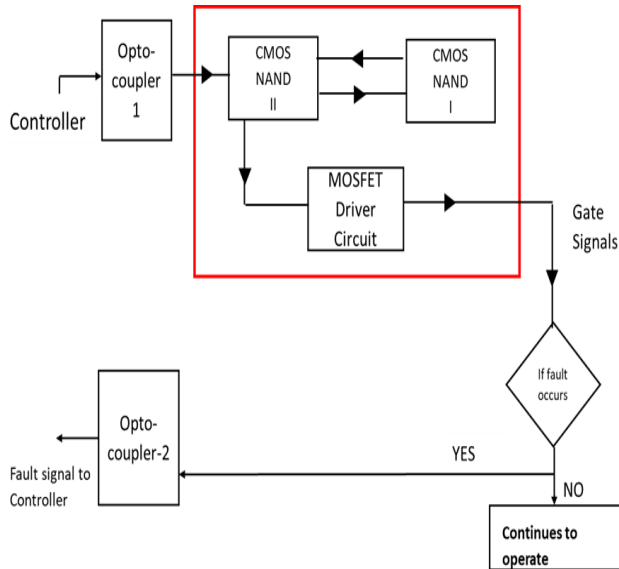 Opto-
coupler
1
Controller
CMOS
NAND
II
CMOS
NAND
I
MOSFET
Driver
Circuit
Gate
Signals
If fault
occurs
YES
NO
Opto-
coupler-2
Fault signal to
Controller
Continues to
operate